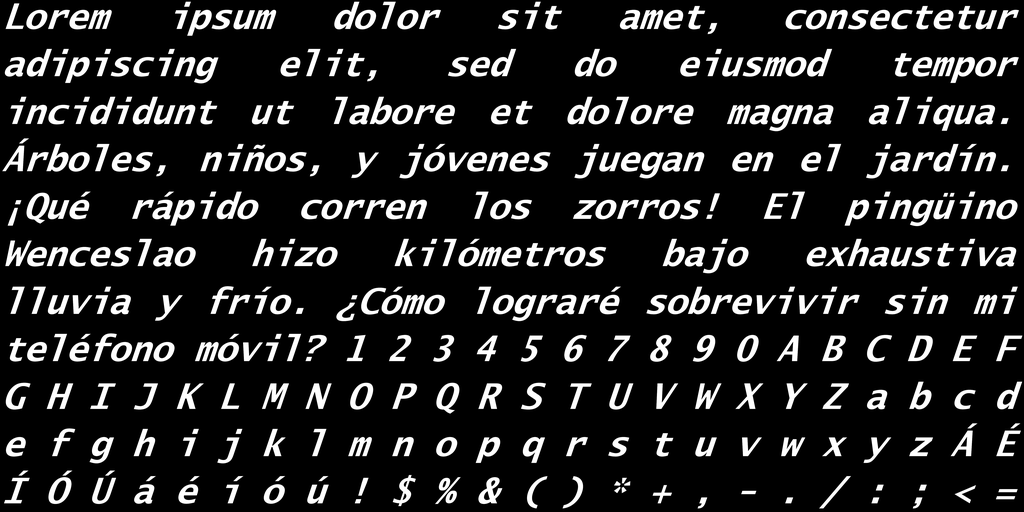 Lorem ipsum dolor sit amet, consectetur
adipiscing elit, sed do eiusmod tempor
incididunt ut labore et dolore magna aliqua.
Árboles, niños, y jóvenes juegan en el jardín.
¡Qué rápido corren los zorros! El pingüino
Wenceslao hizo kilómetros bajo exhaustiva
lluvia y frío. ¿Cómo lograré sobrevivir sin mi
teléfono móvil? 1 2 3 4 5 6 7 8 9 0 A B C D E F
G H I J K L M N O P Q R S T U V W X Y Z a b c d
e f g h i j k l m n o p q r s t u v w x y z Á É
Í Ó Ú á é í ó ú ! $ % & ( ) * + , - . / : ; < =